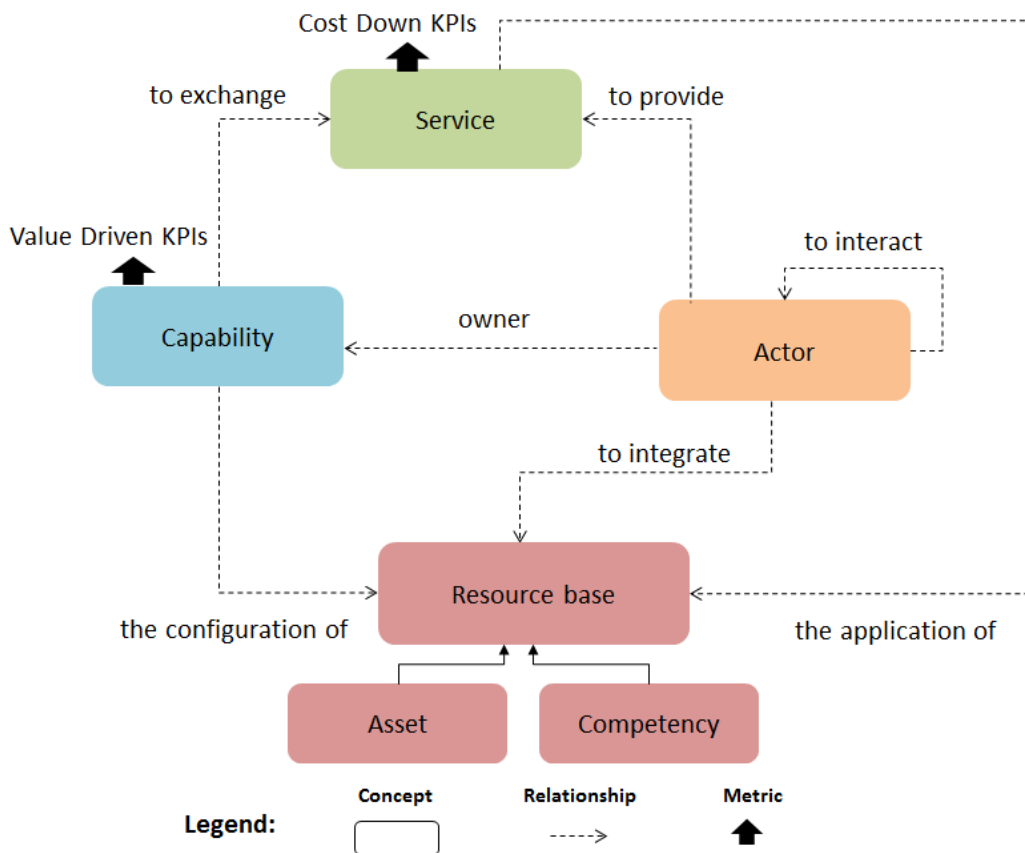 Cost Down KPIs
to exchange
Service
to provide
Value Driven KPIs
to interact
Capability
owner
Actor
to integrate
Resource base
the configuration of
the application of
Asset
Competency
Concept
Relationship
Metric
Legend: